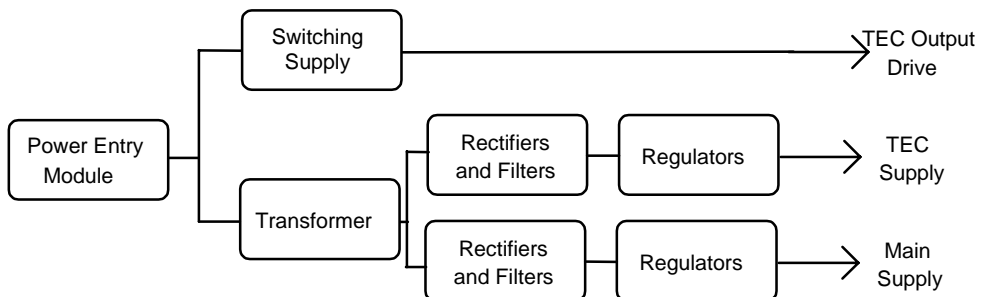 Switching
Supply
TEC Output
Drive
Power Entry
Module
Rectifiers
and Filters
Regulators
TEC
Supply
Transformer
Rectifiers
and Filters
Regulators
Main
Supply